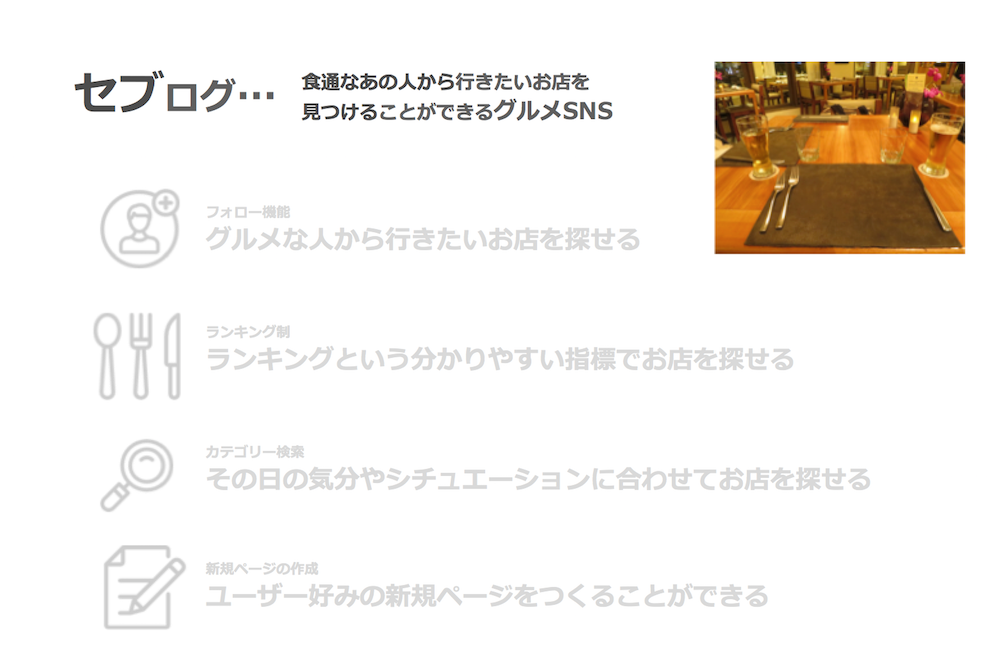 セブログ…
食通なあの人から行きたいお店を
見つけることができるグルメSNS
フォロー機能
グルメな人から行きたいお店を探せる
ランキング制
ランキングという分かりやすい指標でお店を探せる
カテゴリー検索
その日の気分やシチュエーションに合わせてお店を探せる
新規ページの作成
ユーザー好みの新規ページをつくることができる